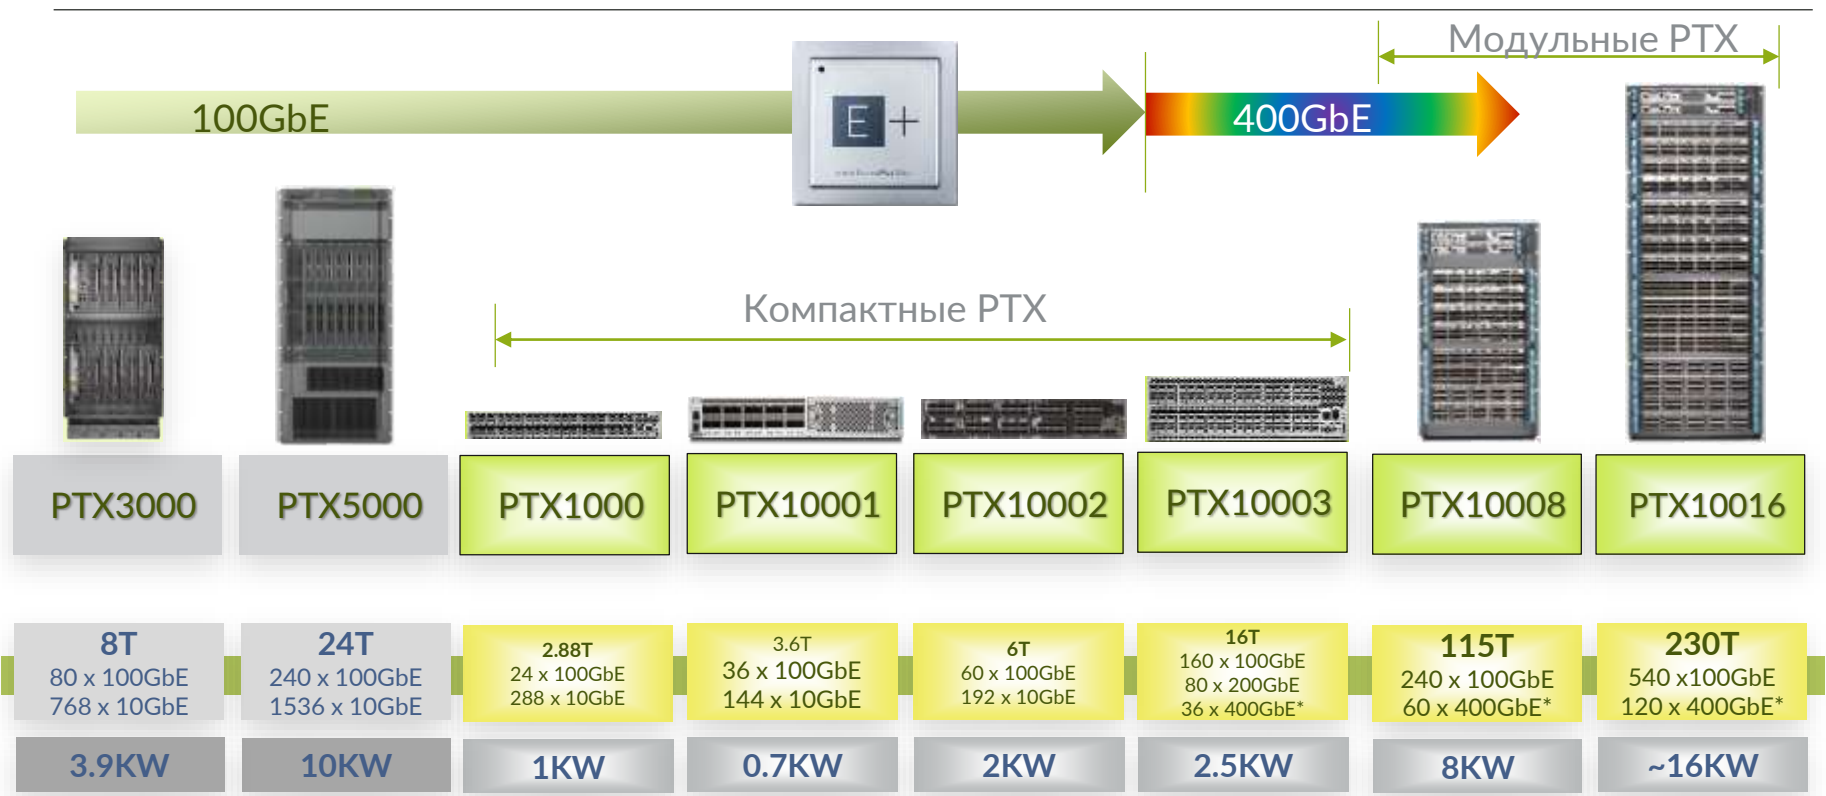 Модульные PTX
100GbE
E+
400GbE
Компактные PTX
PTX3000
PTX5000
PTX1000
PTX10001
PTX10002
PTX10003
PTX10008
PTX10016
8T
80 x 100GbE
768 x 10GbE
24T
240 x 100GbE
1536 x 10GbE
2.88T
24 x 100GbE
288 x 10GbE
3.6T
36 x 100GbE
144 x 10GbE
6T
60 x 100GbE
192 x 10GbE
16T
160 x 100GbE
80 x 200GbE
36 x 400GbE*
115T
240 x 100GbE
60 x 400GbE*
230T
540 x100GbE
120 x 400GbE*
3.9KW
10KW
1KW
0.7KW
2KW
2.5KW
8KW
~16KW